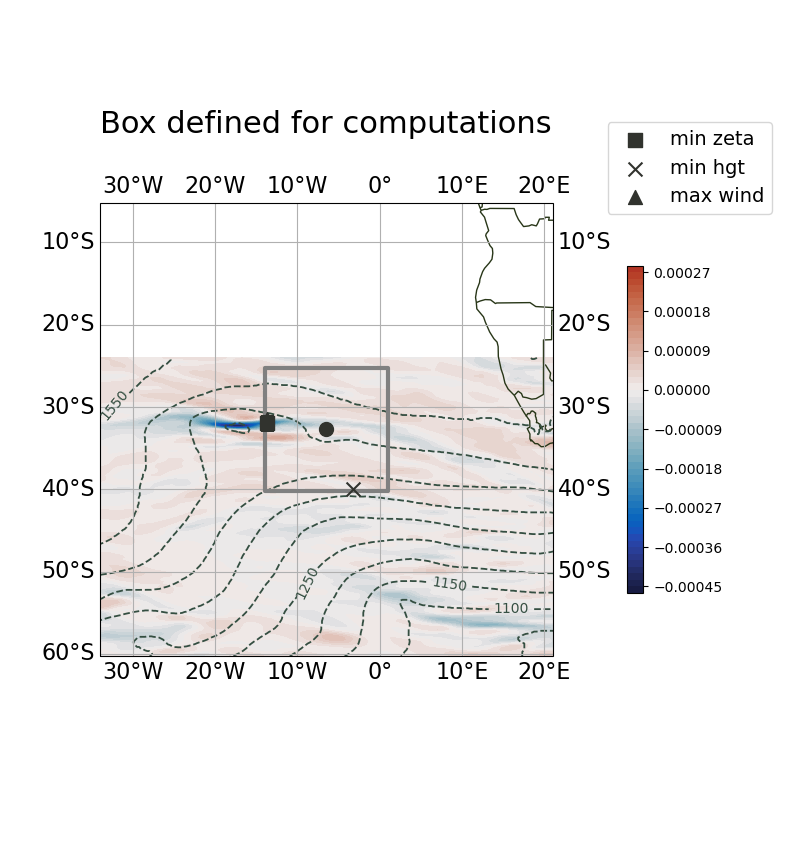 Box defined for computations
min zeta
min hgt
max wind
30°W 20°W 10°W 0° 10°E 20°E
10°S 10°S
20°S 20°S
30°S 30°S
40°S 40°S
50°S 50°S
60°S
30°W 20°W 10°W 0° 10°E 20°E
1550
1250
1150
1100
0.00027
0.00018
0.00009
0.00000
−0.00009
−0.00018
−0.00027
−0.00036
−0.00045